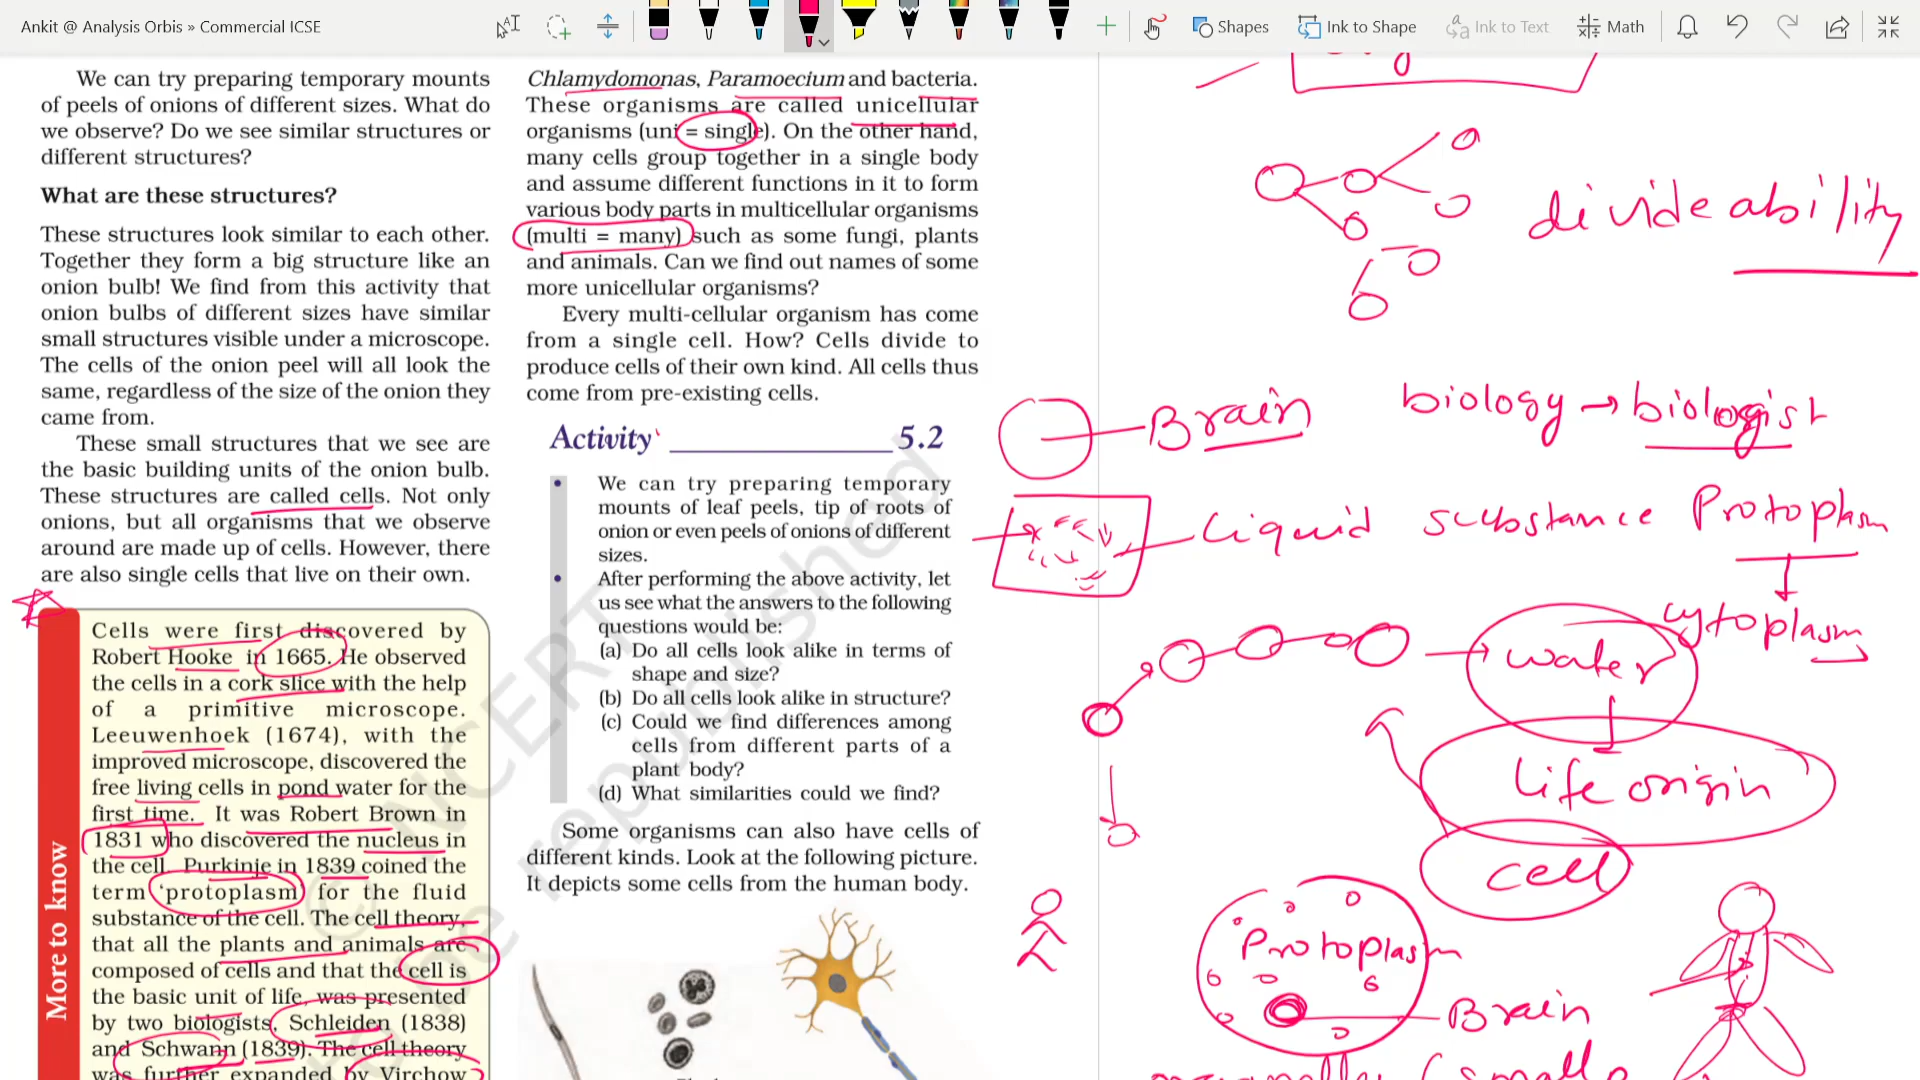 Ankit @ Analysis Orbis » Commercial ICSE
Shapes
Ink to Shape
Ink to Text
Math
We can try preparing temporary mounts
of peels of onions of different sizes. What do
we observe? Do we see similar structures or
different structures?
What are these structures?
These structures look similar to each other.
Together they form a big structure like an
onion bulb! We find from this activity that
onion bulbs of different sizes have similar
small structures visible under a microscope.
The cells of the onion peel will all look the
same, regardless of the size of the onion they
came from.
These small structures that we see are
the basic building units of the onion bulb.
These structures are called cells. Not only
onions, but all organisms that we observe
around are made up of cells. However, there
are also single cells that live on their own.
More to know
Cells were first discovered by
Robert Hooke in 1665. He observed
the cells in a cork slice with the help
of a primitive microscope.
Leeuwenhoek (1674), with the
improved microscope, discovered the
free living cells in pond water for the
first time. It was Robert Brown in
1831 who discovered the nucleus in
the cell. Purkinje in 1839 coined the
term ‘protoplasm’ for the fluid
substance of the cell. The cell theory,
that all the plants and animals are
composed of cells and that the cell is
the basic unit of life, was presented
by two biologists, Schleiden (1838)
and Schwann (1839). The cell theory
was further expanded by Virchow
Chlamydomonas, Paramoecium and bacteria.
These organisms are called unicellular
organisms (uni = single). On the other hand,
many cells group together in a single body
and assume different functions in it to form
various body parts in multicellular organisms
(multi = many) such as some fungi, plants
and animals. Can we find out names of some
more unicellular organisms?
Every multi-cellular organism has come
from a single cell. How? Cells divide to
produce cells of their own kind. All cells thus
come from pre-existing cells.
Activity 5.2
• We can try preparing temporary
mounts of leaf peels, tip of roots of
onion or even peels of onions of different
sizes.
• After performing the above activity, let
us see what the answers to the following
questions would be:
(a) Do all cells look alike in terms of
shape and size?
(b) Do all cells look alike in structure?
(c) Could we find differences among
cells from different parts of a
plant body?
(d) What similarities could we find?
Some organisms can also have cells of
different kinds. Look at the following picture.
It depicts some cells from the human body.
© NCERT
republished
divideability
Brain
biology → biologist
Liquid substance Protoplasm
cytoplasm
water
Life origin
cell
Protoplasm
Brain